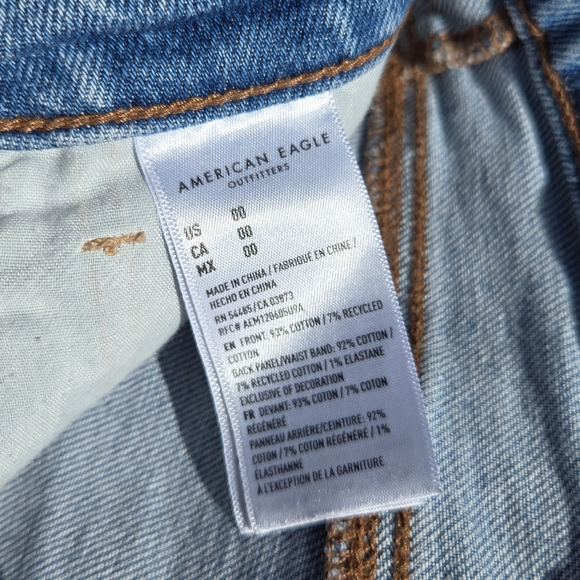 AMERICAN EAGLE
OUTFITTERS
US 00
CA 00
MX 00
MADE IN CHINA / FABRIQUÉ EN CHINE /
HECHO EN CHINA
RN 54485/CA 03873
RFC# AEM120605U9A
EN FRONT: 93% COTTON / 7% RECYCLED
COTTON
BACK PANEL/WAIST BAND: 92% COTTON /
7% RECYCLED COTTON / 1% ELASTANE
EXCLUSIVE OF DECORATION
FR DEVANT: 93% COTON / 7% COTON
RÉGÉNÉRÉ
PANNEAU ARRIÈRE/CEINTURE: 92%
COTON / 7% COTON RÉGÉNÉRÉ / 1%
ÉLASTHANNE
À L'EXCEPTION DE LA GARNITURE